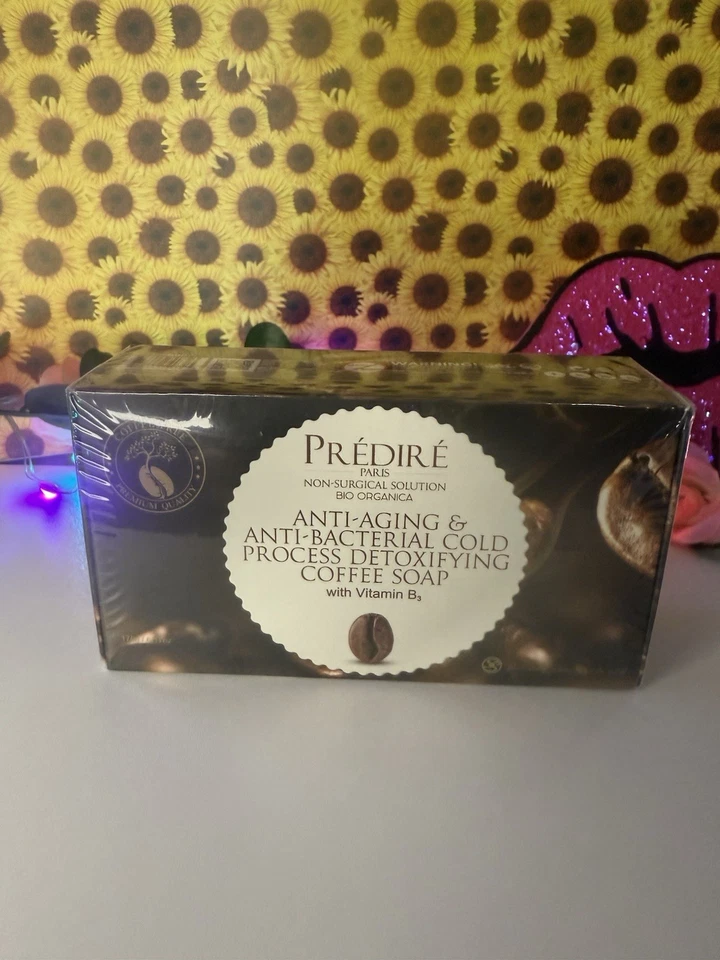 WARNING!
PREMIUM QUALITY
PRÉDIRÉ
PARIS
NON-SURGICAL SOLUTION
BIO ORGANICA
ANTI-AGING &
ANTI-BACTERIAL COLD
PROCESS DETOXIFYING
COFFEE SOAP
with Vitamin B₃